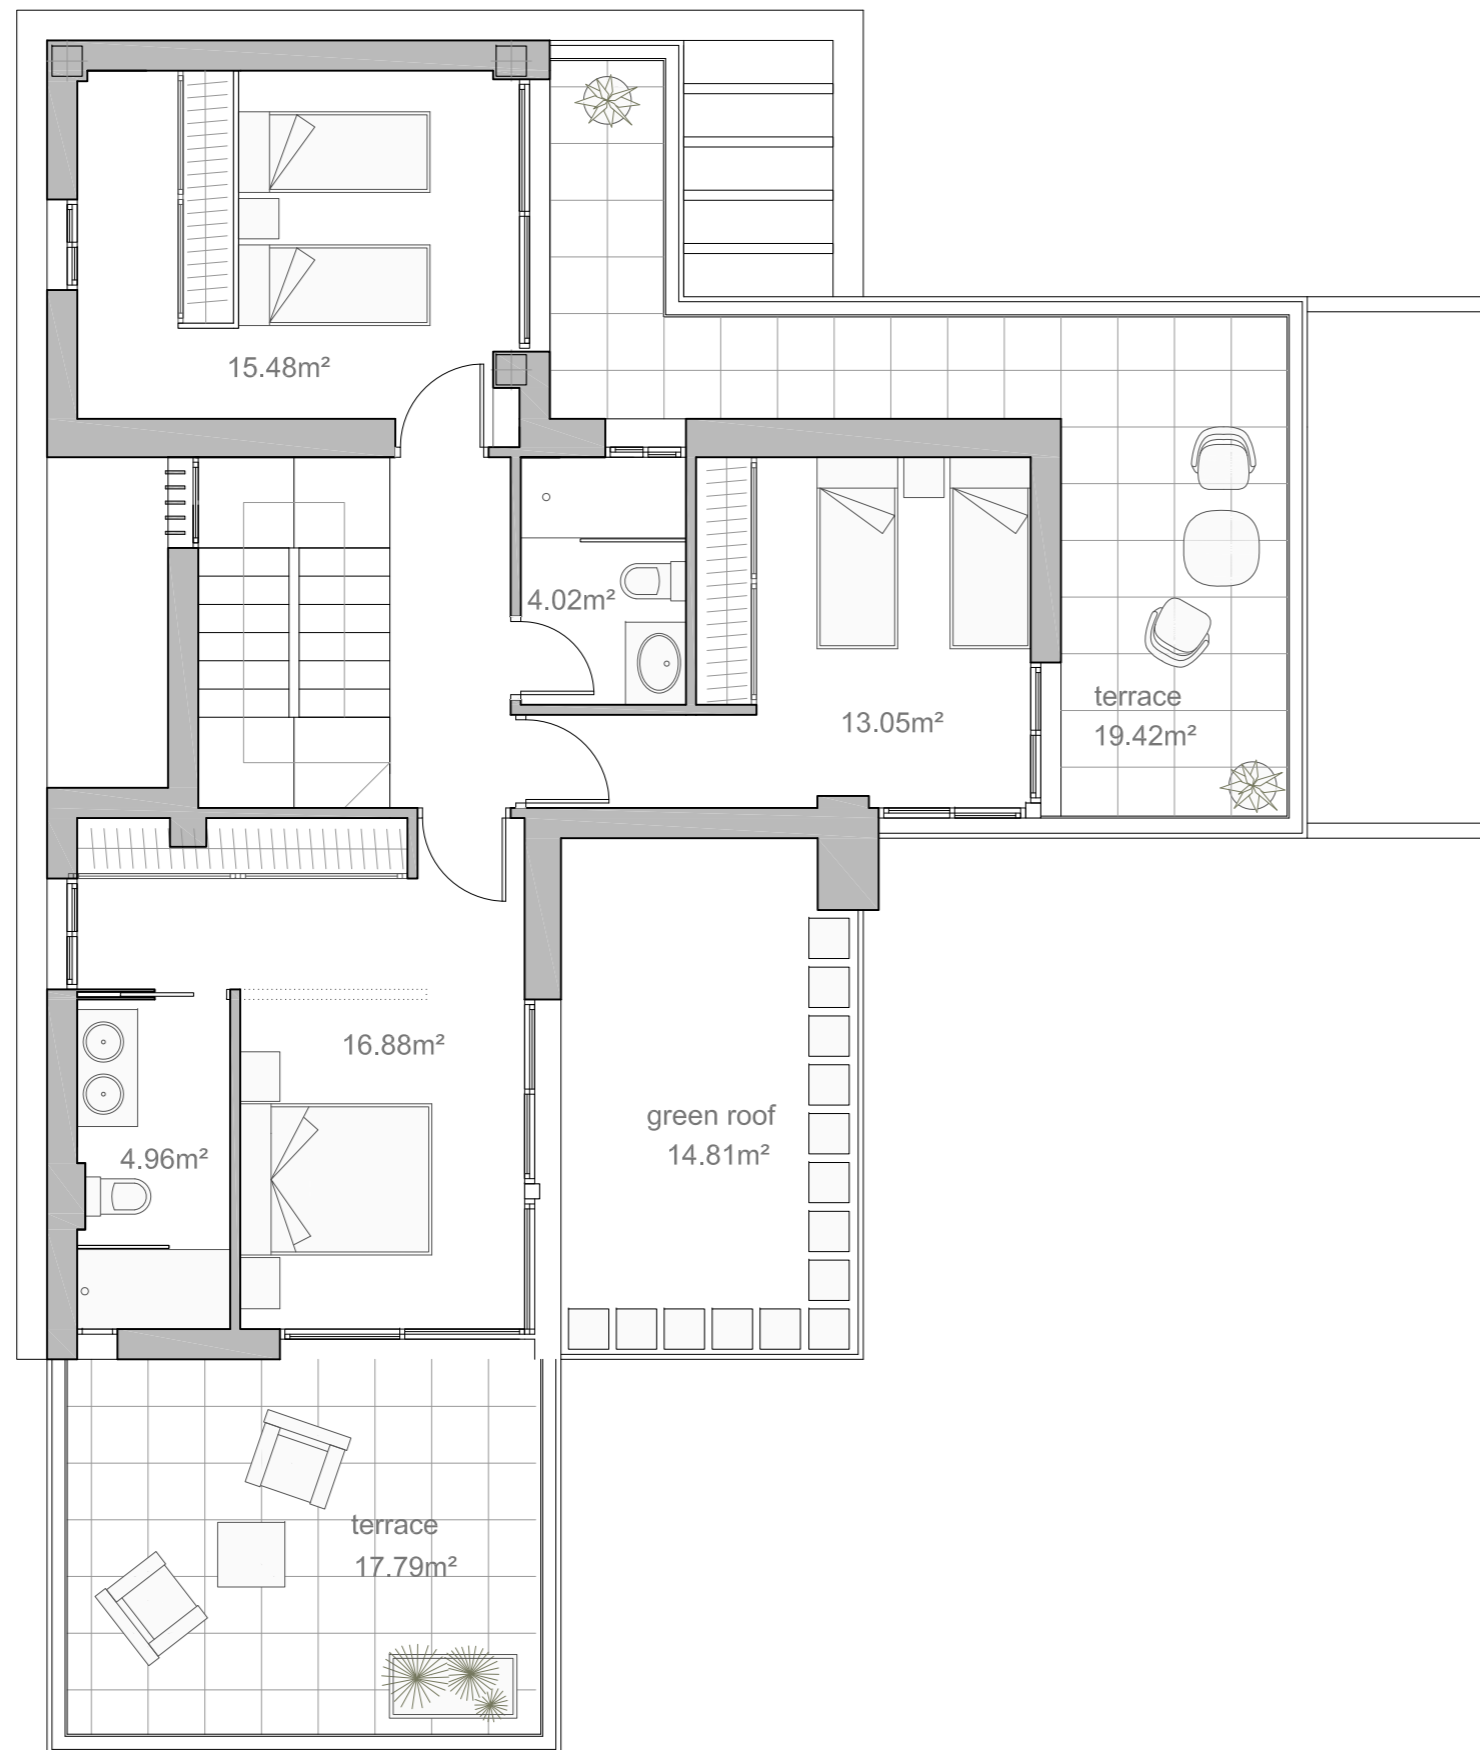 15.48m²
4.02m²
terrace
13.05m²
19.42m²
16.88m²
green roof
4.96m²
14.81m²
terrace
17.79m²